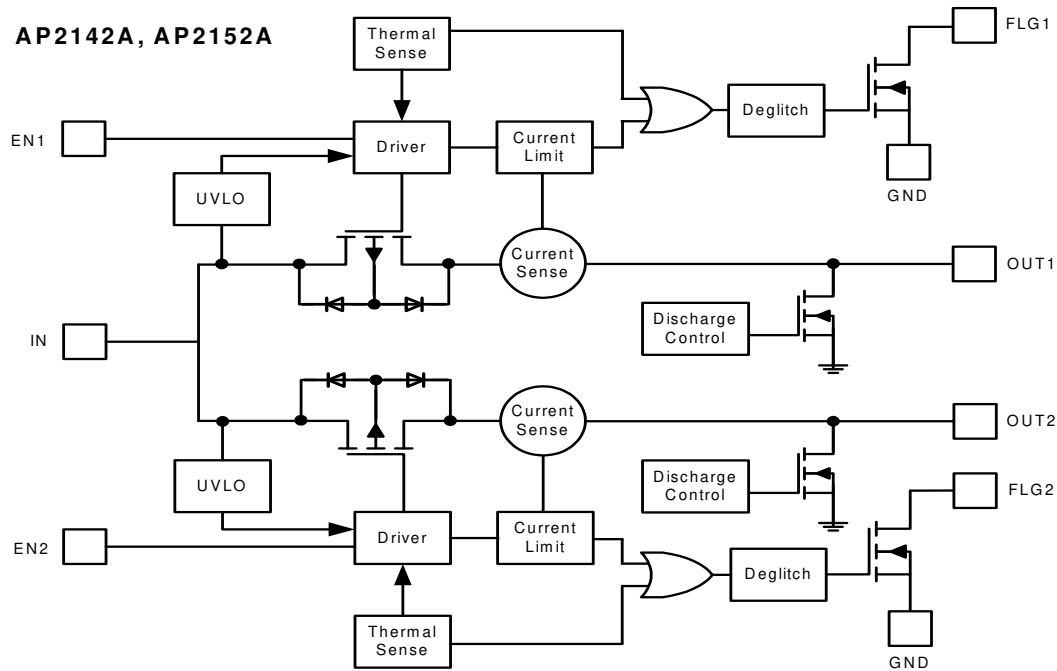 AP2142A, AP2152A
Thermal
Sense
FLG1
Deglitch
EN1
Driver
Current
Limit
UVLO
GND
Current
Sense
OUT1
Discharge
Control
IN
Current
Sense
OUT2
UVLO
Discharge
Control
FLG2
EN2
Driver
Current
Limit
Deglitch
Thermal
Sense
GND